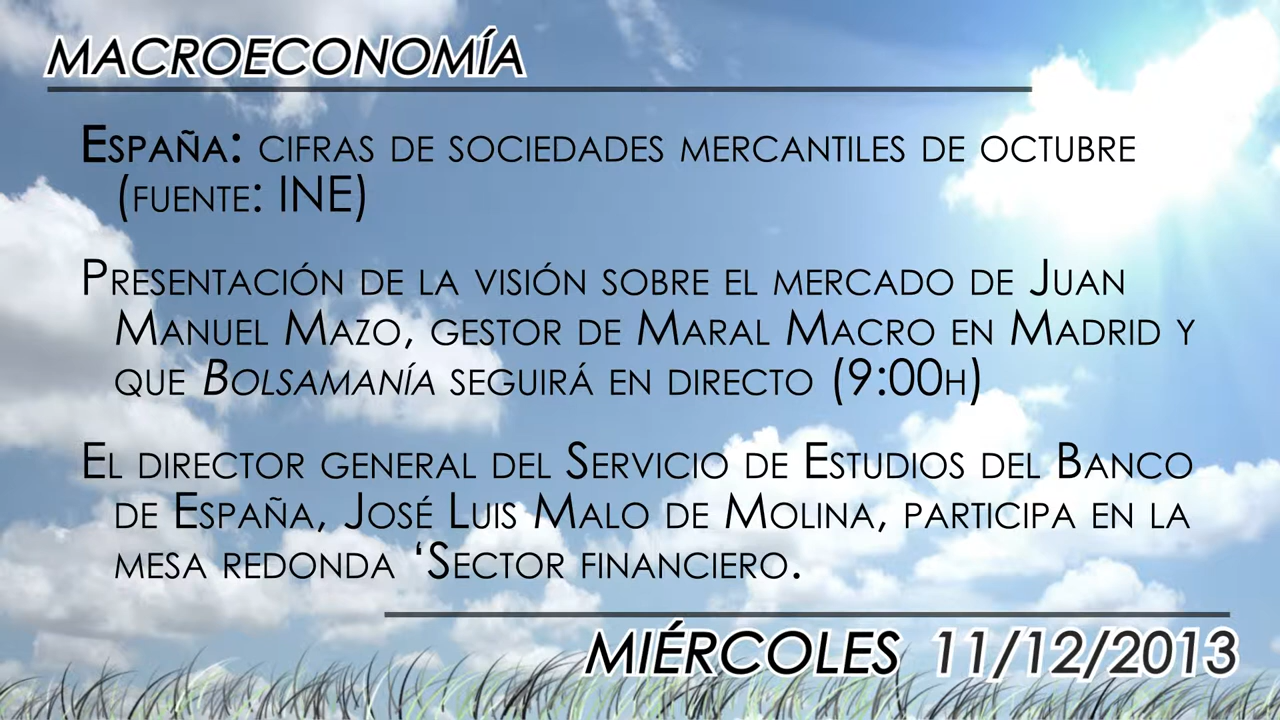 MACROECONOMÍA
España: cifras de sociedades mercantiles de octubre
(fuente: INE)
Presentación de la visión sobre el mercado de Juan
Manuel Mazo, gestor de Maral Macro en Madrid y
que Bolsamanía seguirá en directo (9:00h)
El director general del Servicio de Estudios del Banco
de España, José Luis Malo de Molina, participa en la
mesa redonda ‘Sector financiero.
MIÉRCOLES 11/12/2013